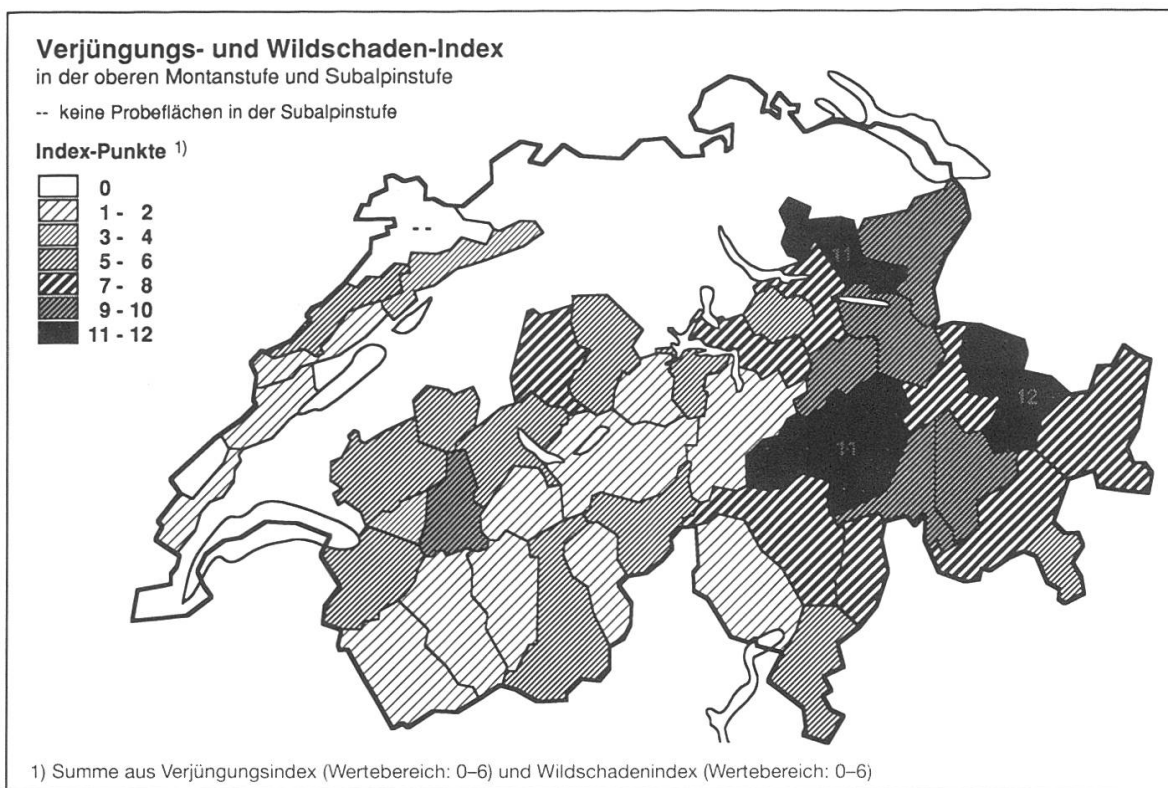 Verjüngungs- und Wildschaden-Index
in der oberen Montanstufe und Subalpinstufe
-- keine Probeflächen in der Subalpinstufe
Index-Punkte 1)
0
1 - 2
3 - 4
5 - 6
7 - 8
9 - 10
11 - 12
--
11
12
11
1) Summe aus Verjüngungsindex (Wertebereich: 0–6) und Wildschadenindex (Wertebereich: 0–6)